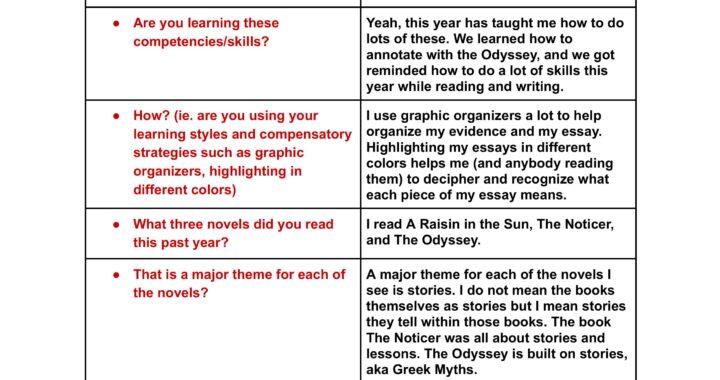 ● Are you learning these
competencies/skills?
Yeah, this year has taught me how to do
lots of these. We learned how to
annotate with the Odyssey, and we got
reminded how to do a lot of skills this
year while reading and writing.
● How? (ie. are you using your
learning styles and compensatory
strategies such as graphic
organizers, highlighting in
different colors)
I use graphic organizers a lot to help
organize my evidence and my essay.
Highlighting my essays in different
colors helps me (and anybody reading
them) to decipher and recognize what
each piece of my essay means.
● What three novels did you read
this past year?
I read A Raisin in the Sun, The Noticer,
and The Odyssey.
● That is a major theme for each of
the novels?
A major theme for each of the novels I
see is stories. I do not mean the books
themselves as stories but I mean stories
they tell within those books. The book
The Noticer was all about stories and
lessons. The Odyssey is built on stories,
aka Greek Myths.